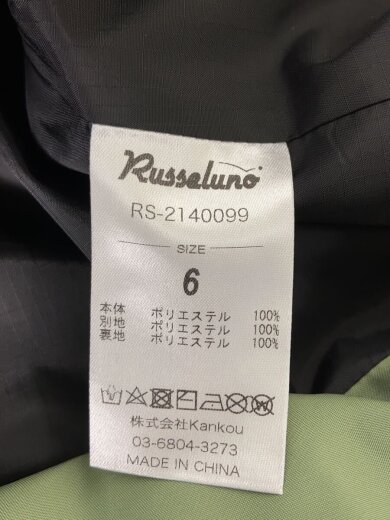 Russeluno
RS-2140099
SIZE
6
本体 ポリエステル 100%
別地 ポリエステル 100%
裏地 ポリエステル 100%
株式会社Kankou
03-6804-3273
MADE IN CHINA